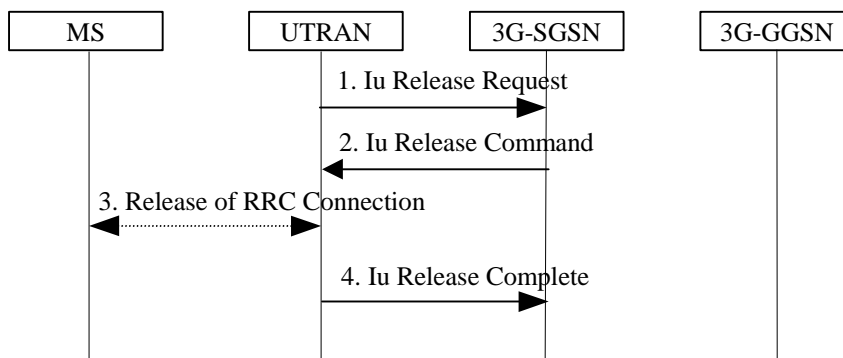 MS UTRAN 3G-SGSN 3G-GGSN
1. Iu Release Request
2. Iu Release Command
3. Release of RRC Connection
4. Iu Release Complete